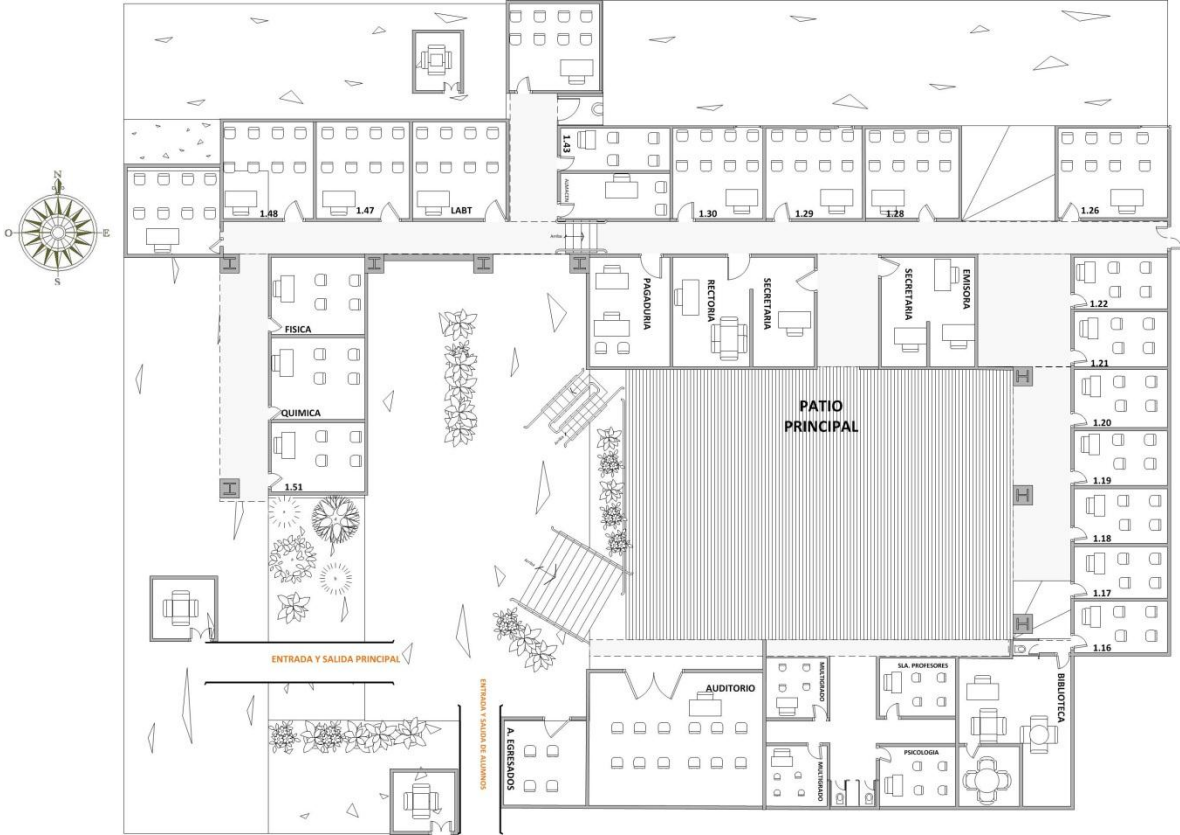 N
O
E
S
1.43
ALMACEN
1.48
1.47
LABT
1.30
1.29
1.28
1.26
Arriba
PAGADURIA
RECTORIA
SECRETARIA
SECRETARIA
EMISORA
1.22
FISICA
1.21
QUIMICA
PATIO
PRINCIPAL
1.20
1.51
1.19
1.18
1.17
1.16
ENTRADA Y SALIDA PRINCIPAL
ENTRADA Y SALIDA DE ALUMNOS
A. EGRESADOS
AUDITORIO
MULTIGRADO
SLA. PROFESORES
BIBLIOTECA
MULTIGRADO
PSICOLOGIA